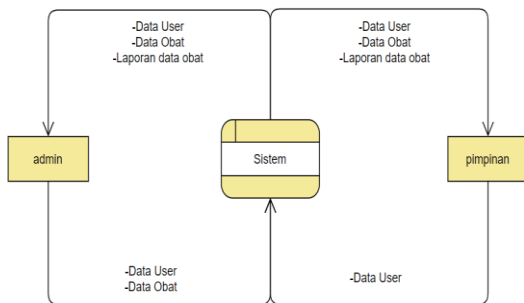 -Data User
-Data Obat
-Laporan data obat
-Data User
-Data Obat
-Laporan data obat
admin
Sistem
pimpinan
-Data User
-Data Obat
-Data User